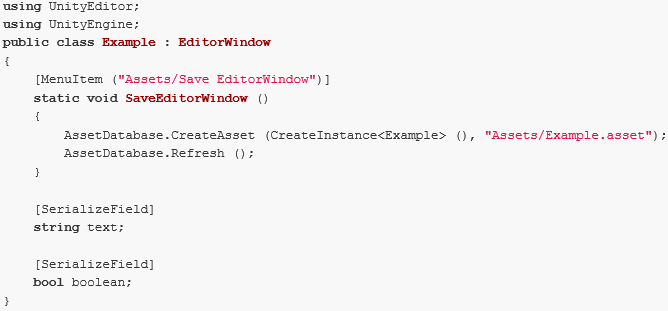 using UnityEditor;
using UnityEngine;
public class Example : EditorWindow
{
    [MenuItem ("Assets/Save EditorWindow")]
    static void SaveEditorWindow ()
    {
        AssetDatabase.CreateAsset (CreateInstance<Example> (), "Assets/Example.asset");
        AssetDatabase.Refresh ();
    }

    [SerializeField]
    string text;

    [SerializeField]
    bool boolean;
}